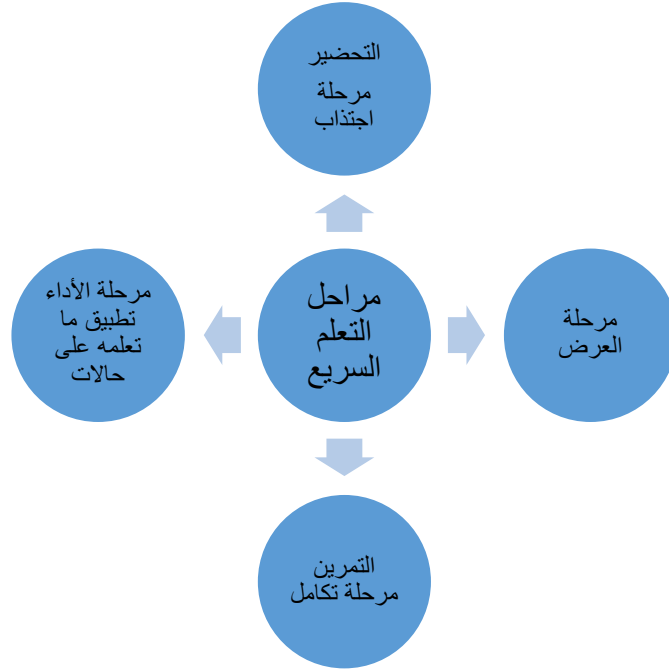 التحضير
مرحلة
اجتذاب
مراحل
التعلم
السريع
مرحلة
العرض
التمرين
مرحلة تكامل
مرحلة الأداء
تطبيق ما
تعلمه على
حالات